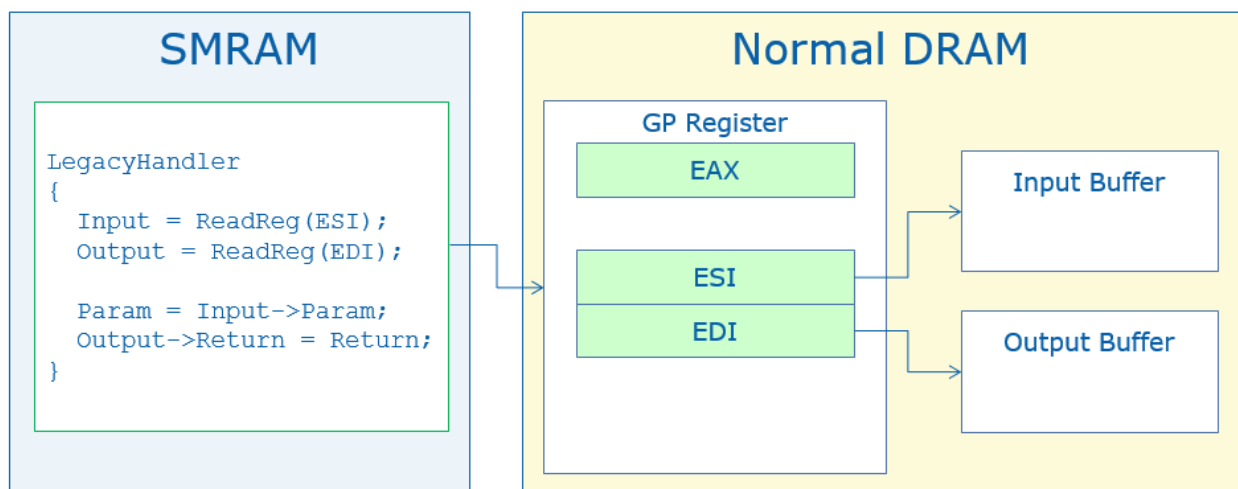 SMRAM
LegacyHandler
{
  Input = ReadReg(ESI);
  Output = ReadReg(EDI);
  Param = Input->Param;
  Output->Return = Return;
}
Normal DRAM
GP Register
EAX
ESI
EDI
Input Buffer
Output Buffer